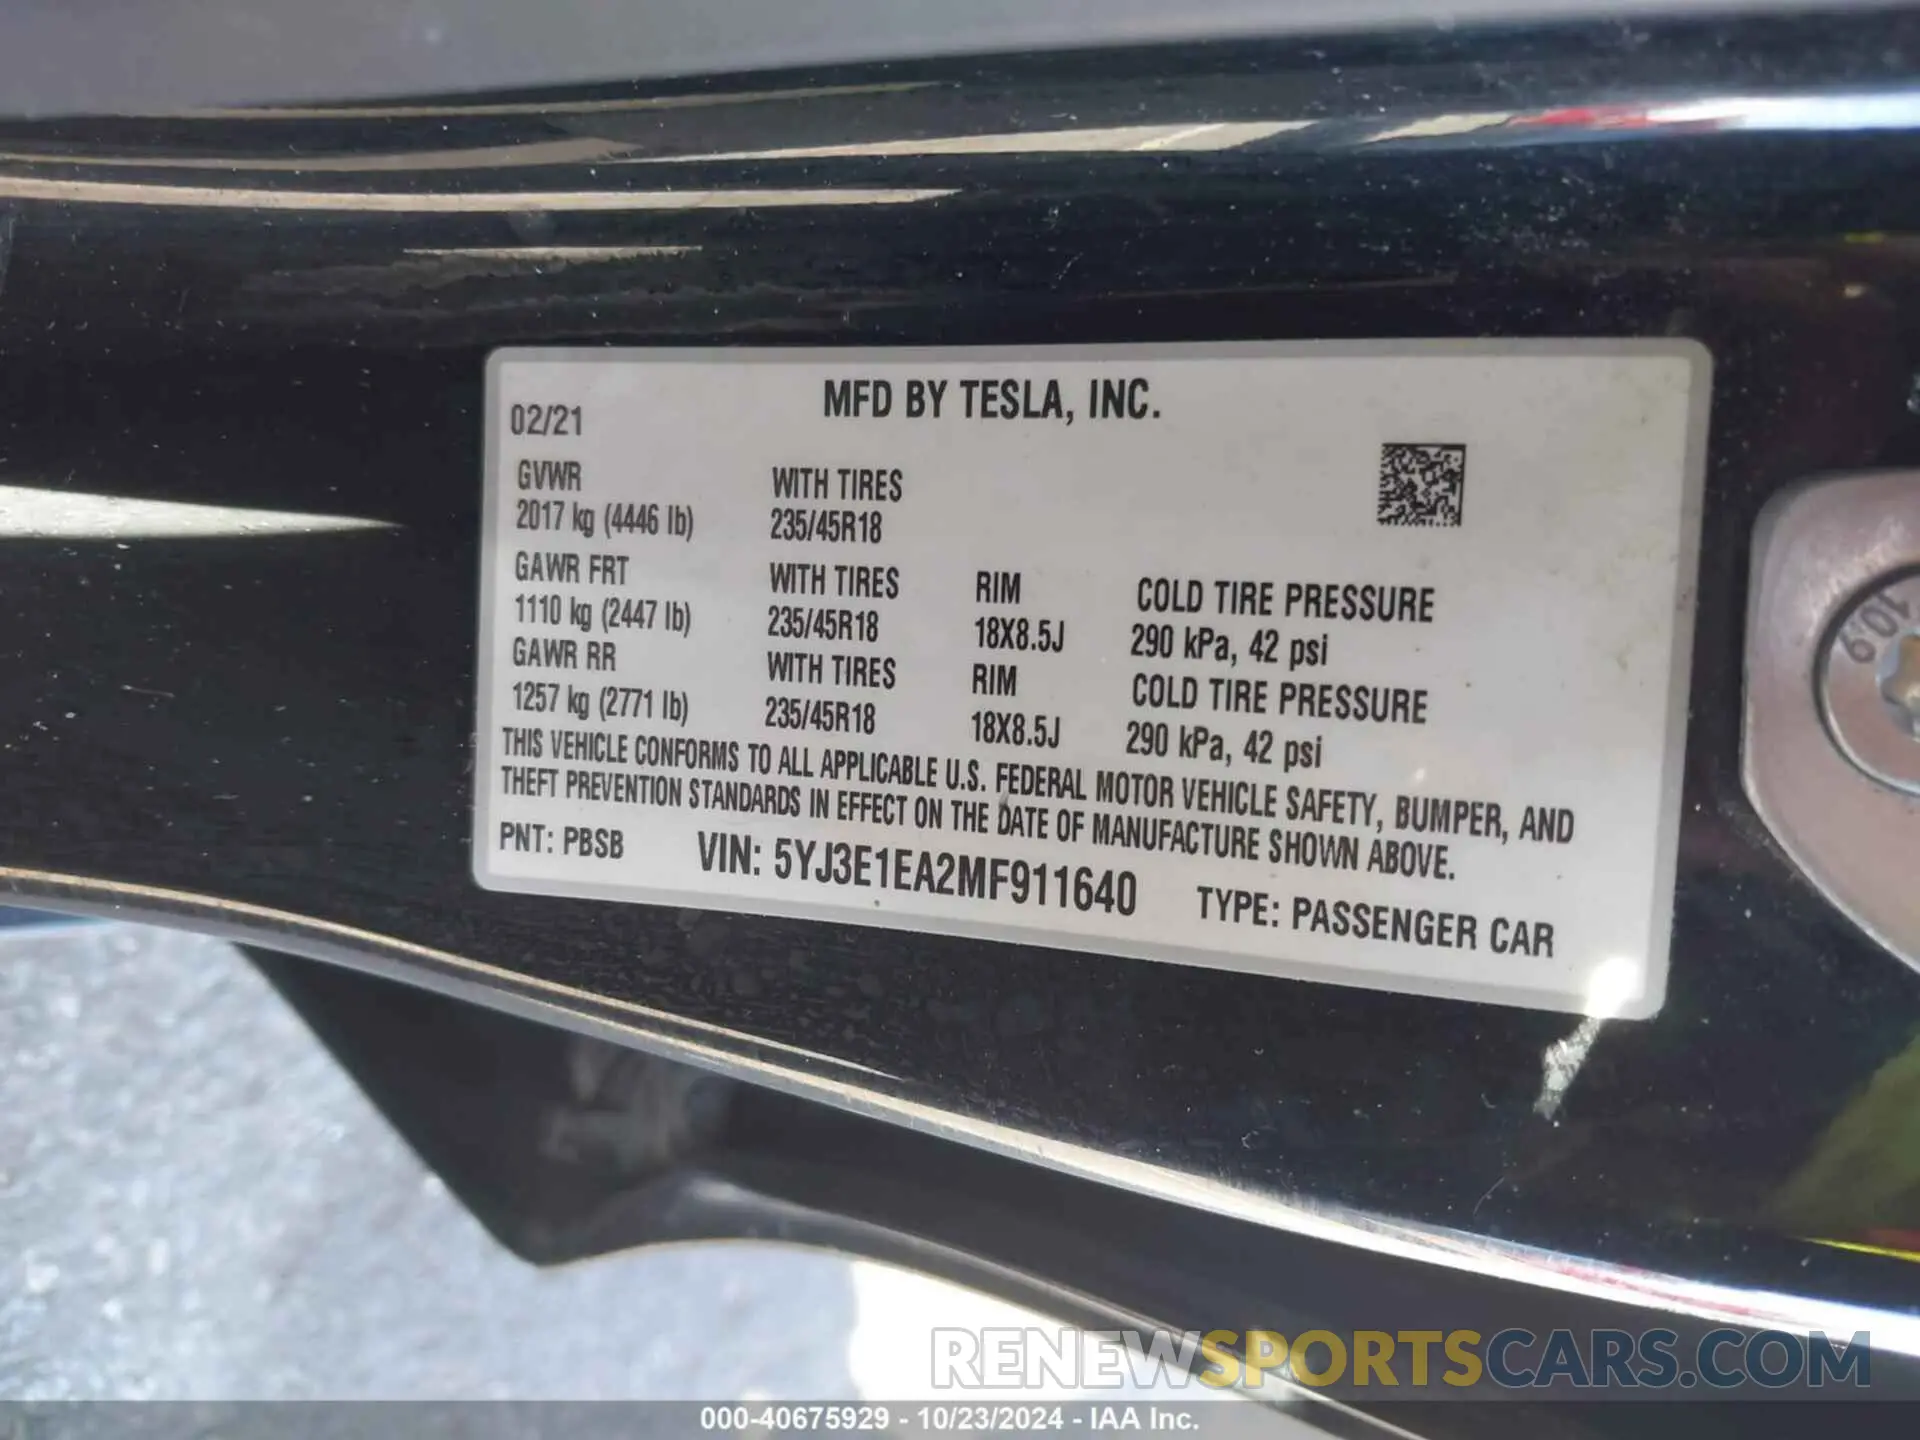 MFD BY TESLA, INC.
02/21
GVWR WITH TIRES
2017 kg (4446 lb) 235/45R18
GAWR FRT WITH TIRES RIM COLD TIRE PRESSURE
1110 kg (2447 lb) 235/45R18 18X8.5J 290 kPa, 42 psi
GAWR RR WITH TIRES RIM COLD TIRE PRESSURE
1257 kg (2771 lb) 235/45R18 18X8.5J 290 kPa, 42 psi
THIS VEHICLE CONFORMS TO ALL APPLICABLE U.S. FEDERAL MOTOR VEHICLE SAFETY, BUMPER, AND
THEFT PREVENTION STANDARDS IN EFFECT ON THE DATE OF MANUFACTURE SHOWN ABOVE.
PNT: PBSB VIN: 5YJ3E1EA2MF911640 TYPE: PASSENGER CAR
10.9
RENEWSPORTSCARS.COM
000-40675929 - 10/23/2024 - IAA Inc.